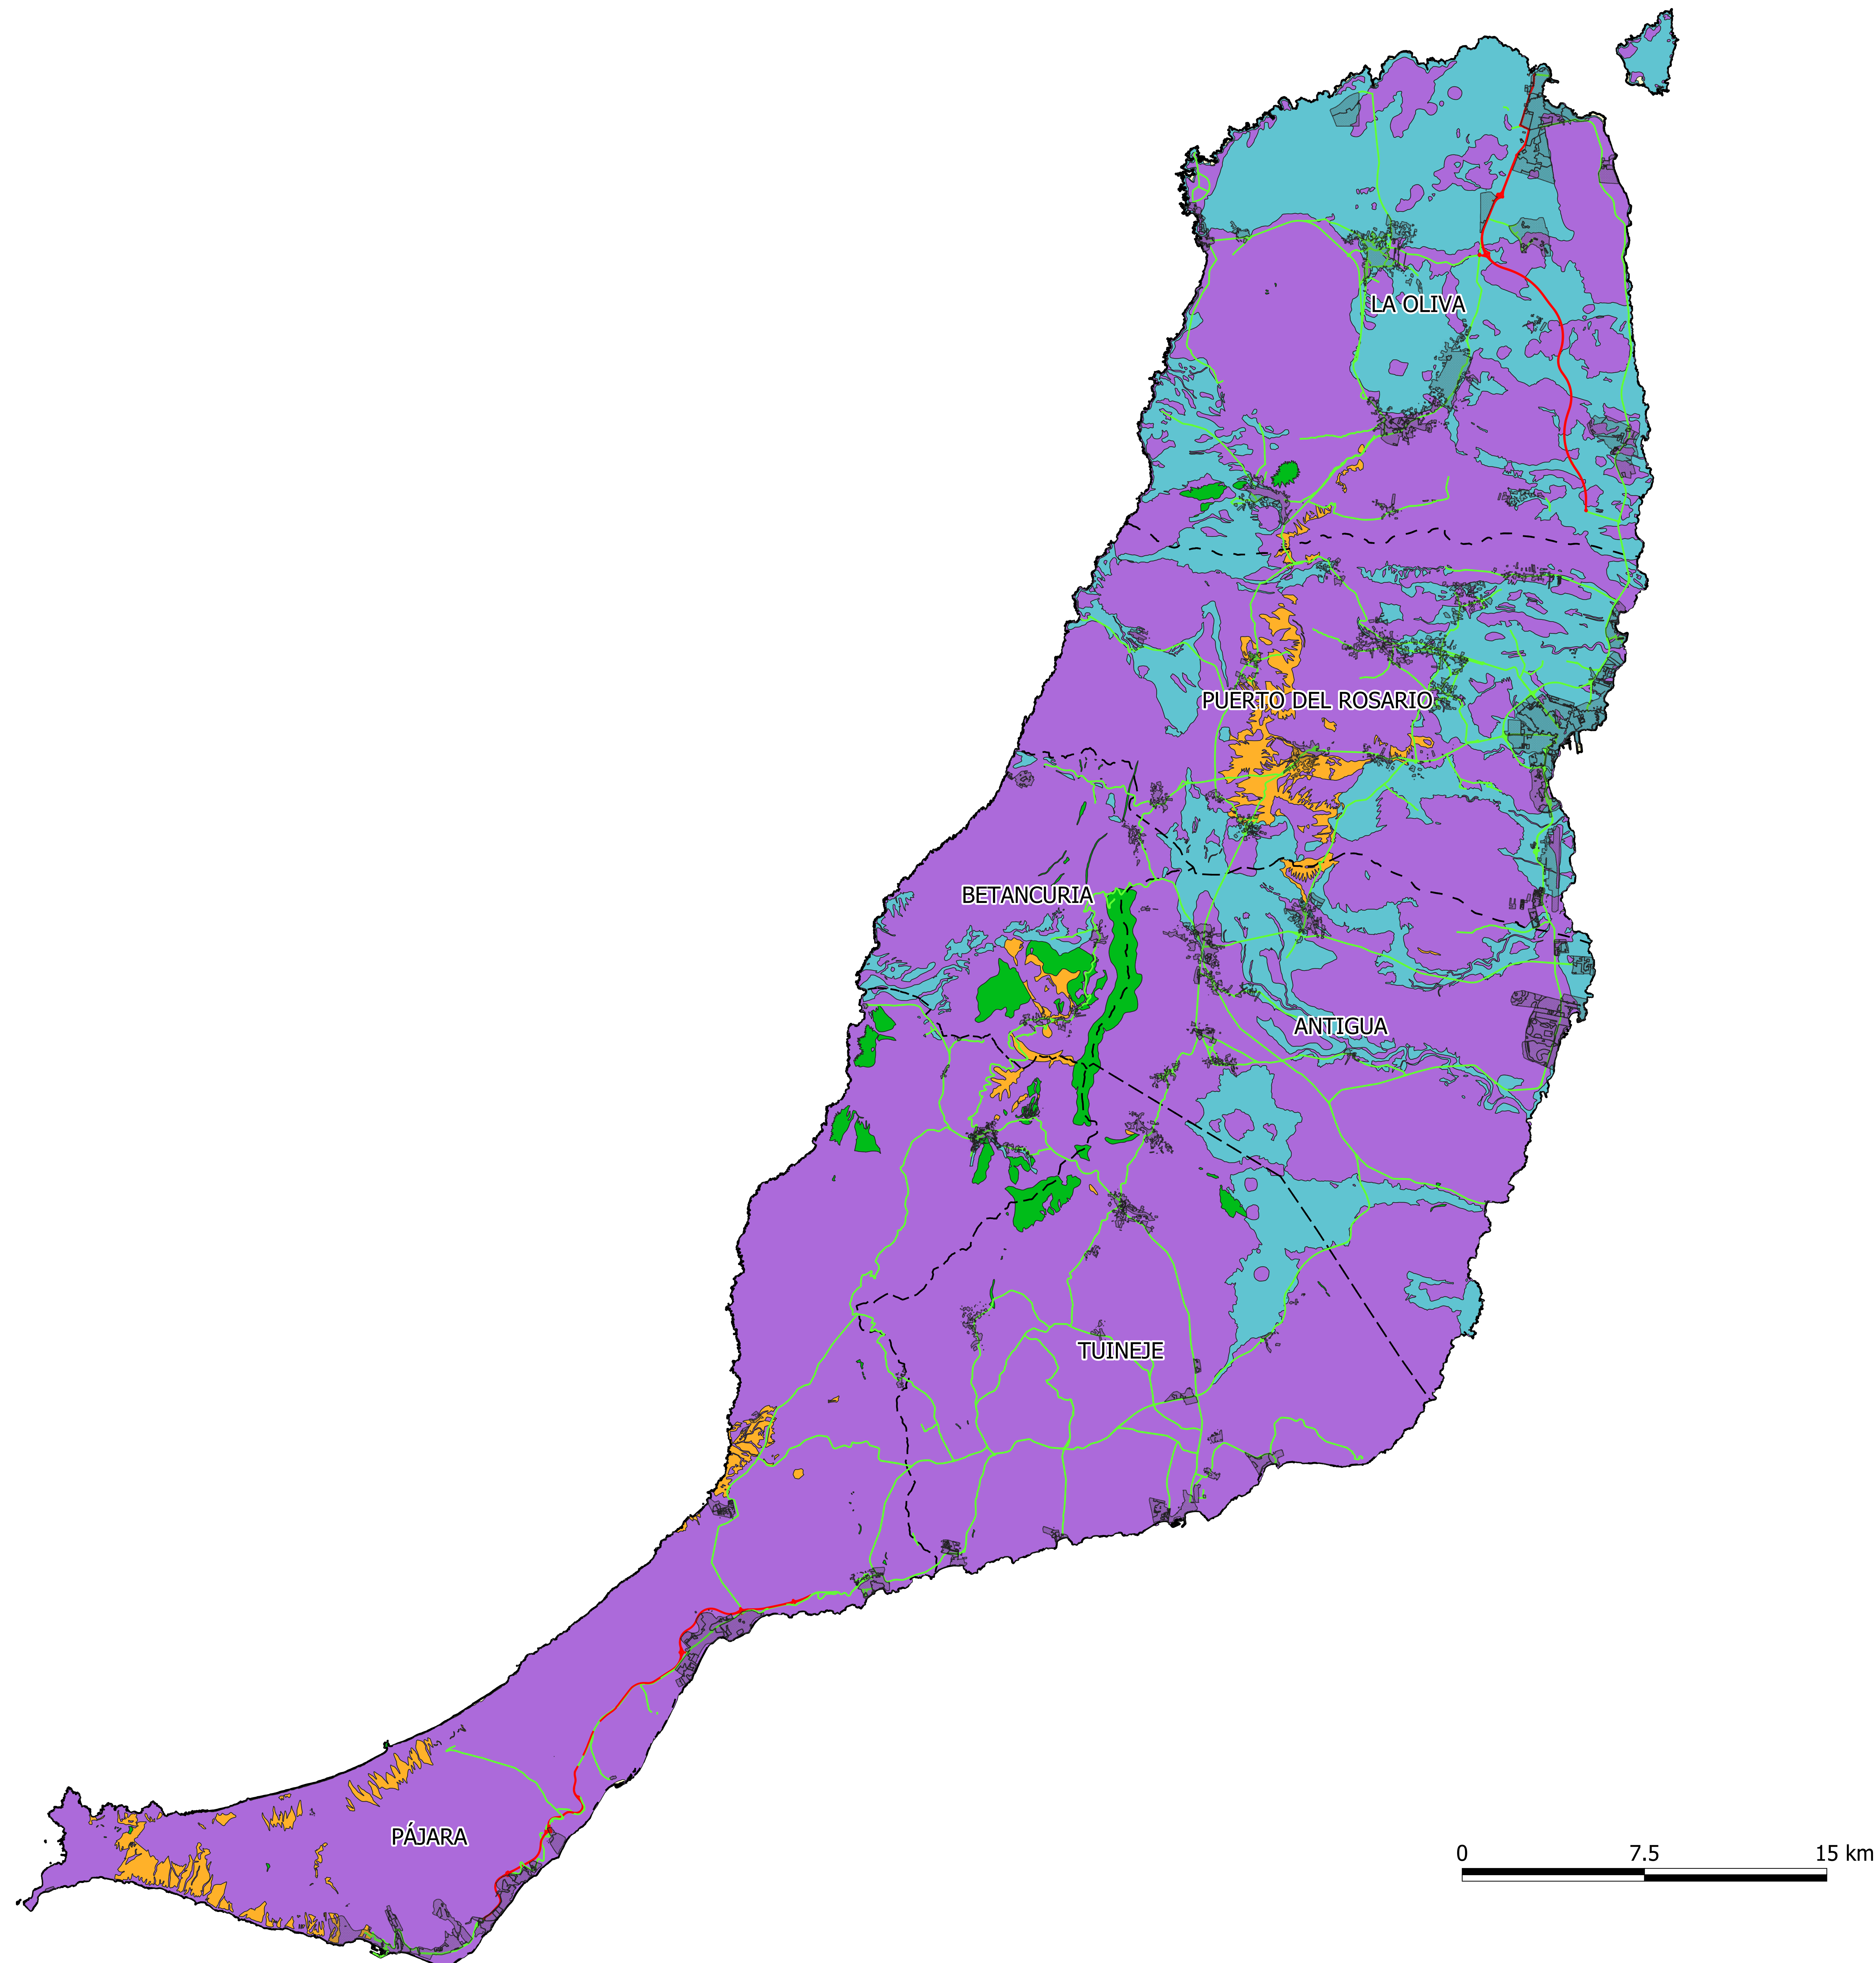 LA OLIVA
PUERTO DEL ROSARIO
BETANCURIA
ANTIGUA
TUINEJE
PÁJARA
0 7.5 15 km